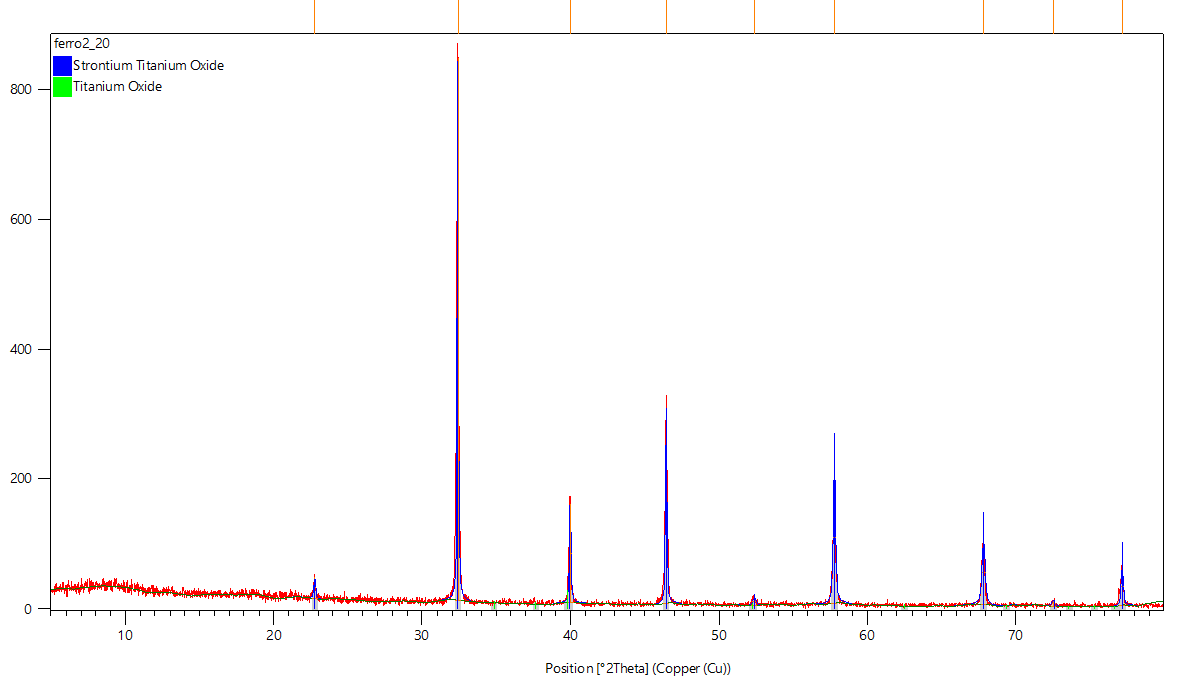 ferro2_20
Strontium Titanium Oxide
Titanium Oxide
800
600
400
200
0
10 20 30 40 50 60 70
Position [°2Theta] (Copper (Cu))